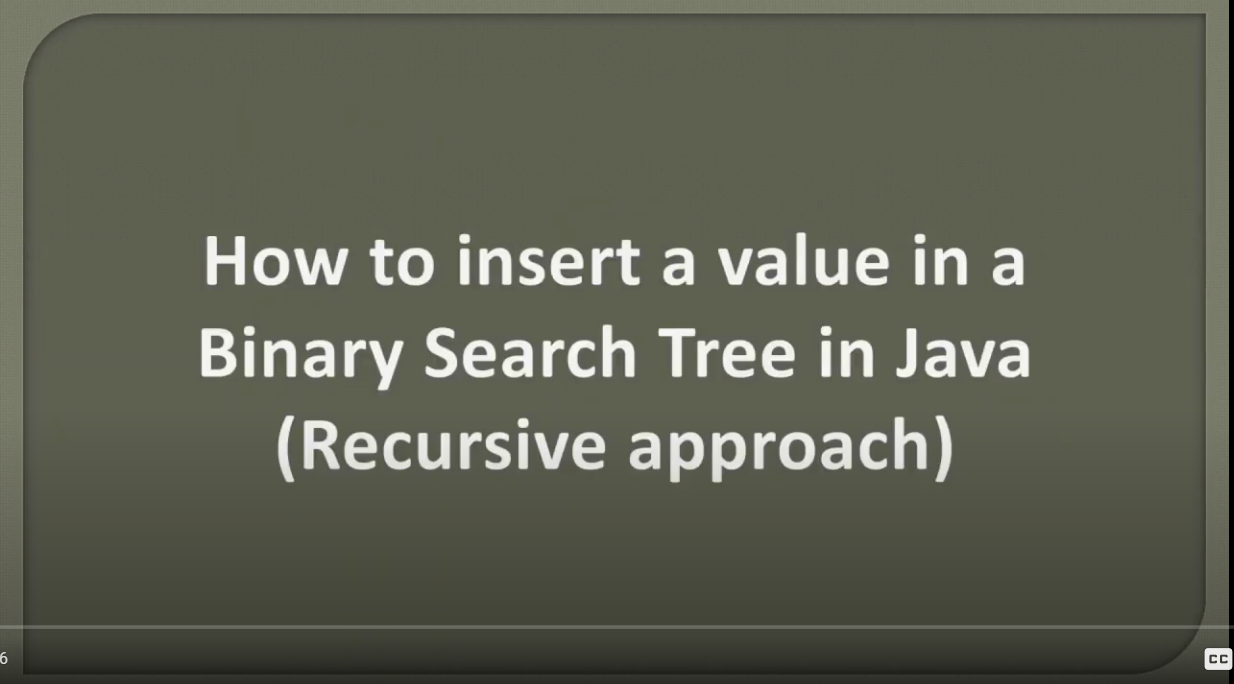 How to insert a value in a
Binary Search Tree in Java
(Recursive approach)
6
CC